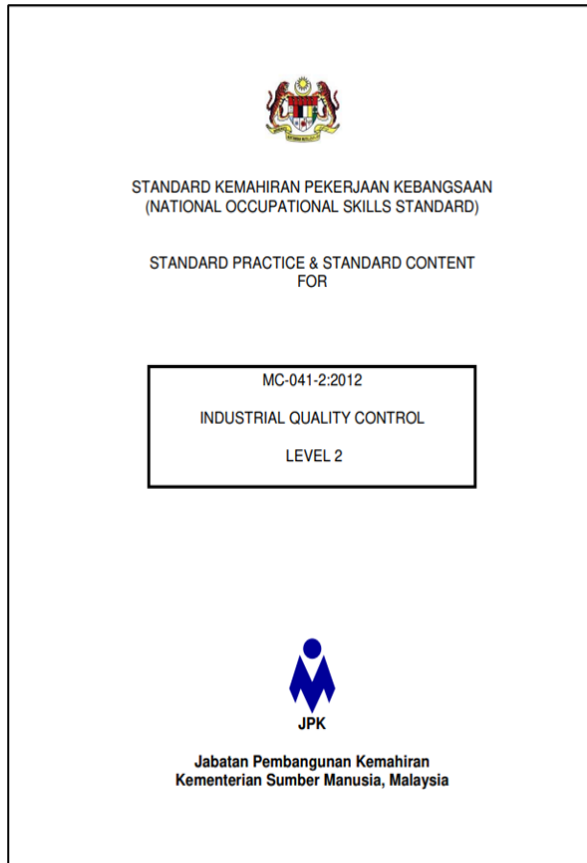 STANDARD KEMAHIRAN PEKERJAAN KEBANGSAAN
(NATIONAL OCCUPATIONAL SKILLS STANDARD)
STANDARD PRACTICE & STANDARD CONTENT
FOR
MC-041-2:2012
INDUSTRIAL QUALITY CONTROL
LEVEL 2
JPK
Jabatan Pembangunan Kemahiran
Kementerian Sumber Manusia, Malaysia